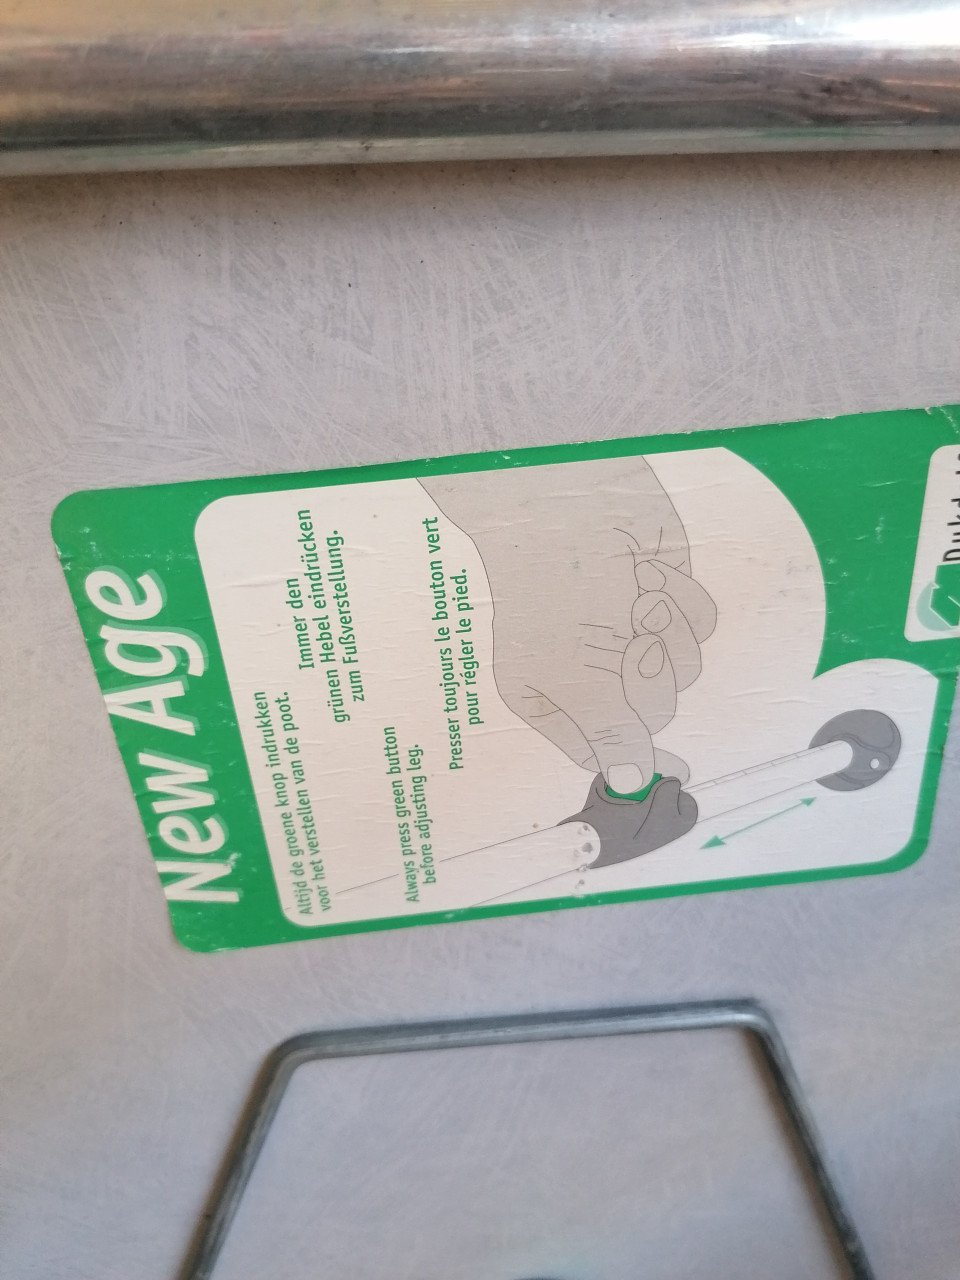 New Age
Altijd de groene knop indrukken
voor het verstellen van de poot.
Immer den
grünen Hebel eindrücken
zum Fußverstellung.
Always press green button
before adjusting leg.
Presser toujours le bouton vert
pour régler le pied.